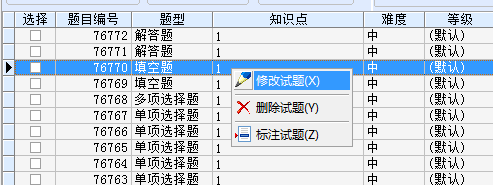 选择 题目编号 题型 知识点 难度 等级
76772 解答题 1 中 (默认)
76771 解答题 1 中 (默认)
76770 填空题 1 中 (默认)
76769 填空题 1 中 (默认)
修改试题(X)
76768 多项选择题 1 中 (默认)
76767 单项选择题 1 中 (默认)
删除试题(Y)
76766 单项选择题 1 中 (默认)
76765 单项选择题 1 中 (默认)
标注试题(Z)
76764 单项选择题 1 中 (默认)
76763 单项选择题 1 中 (默认)